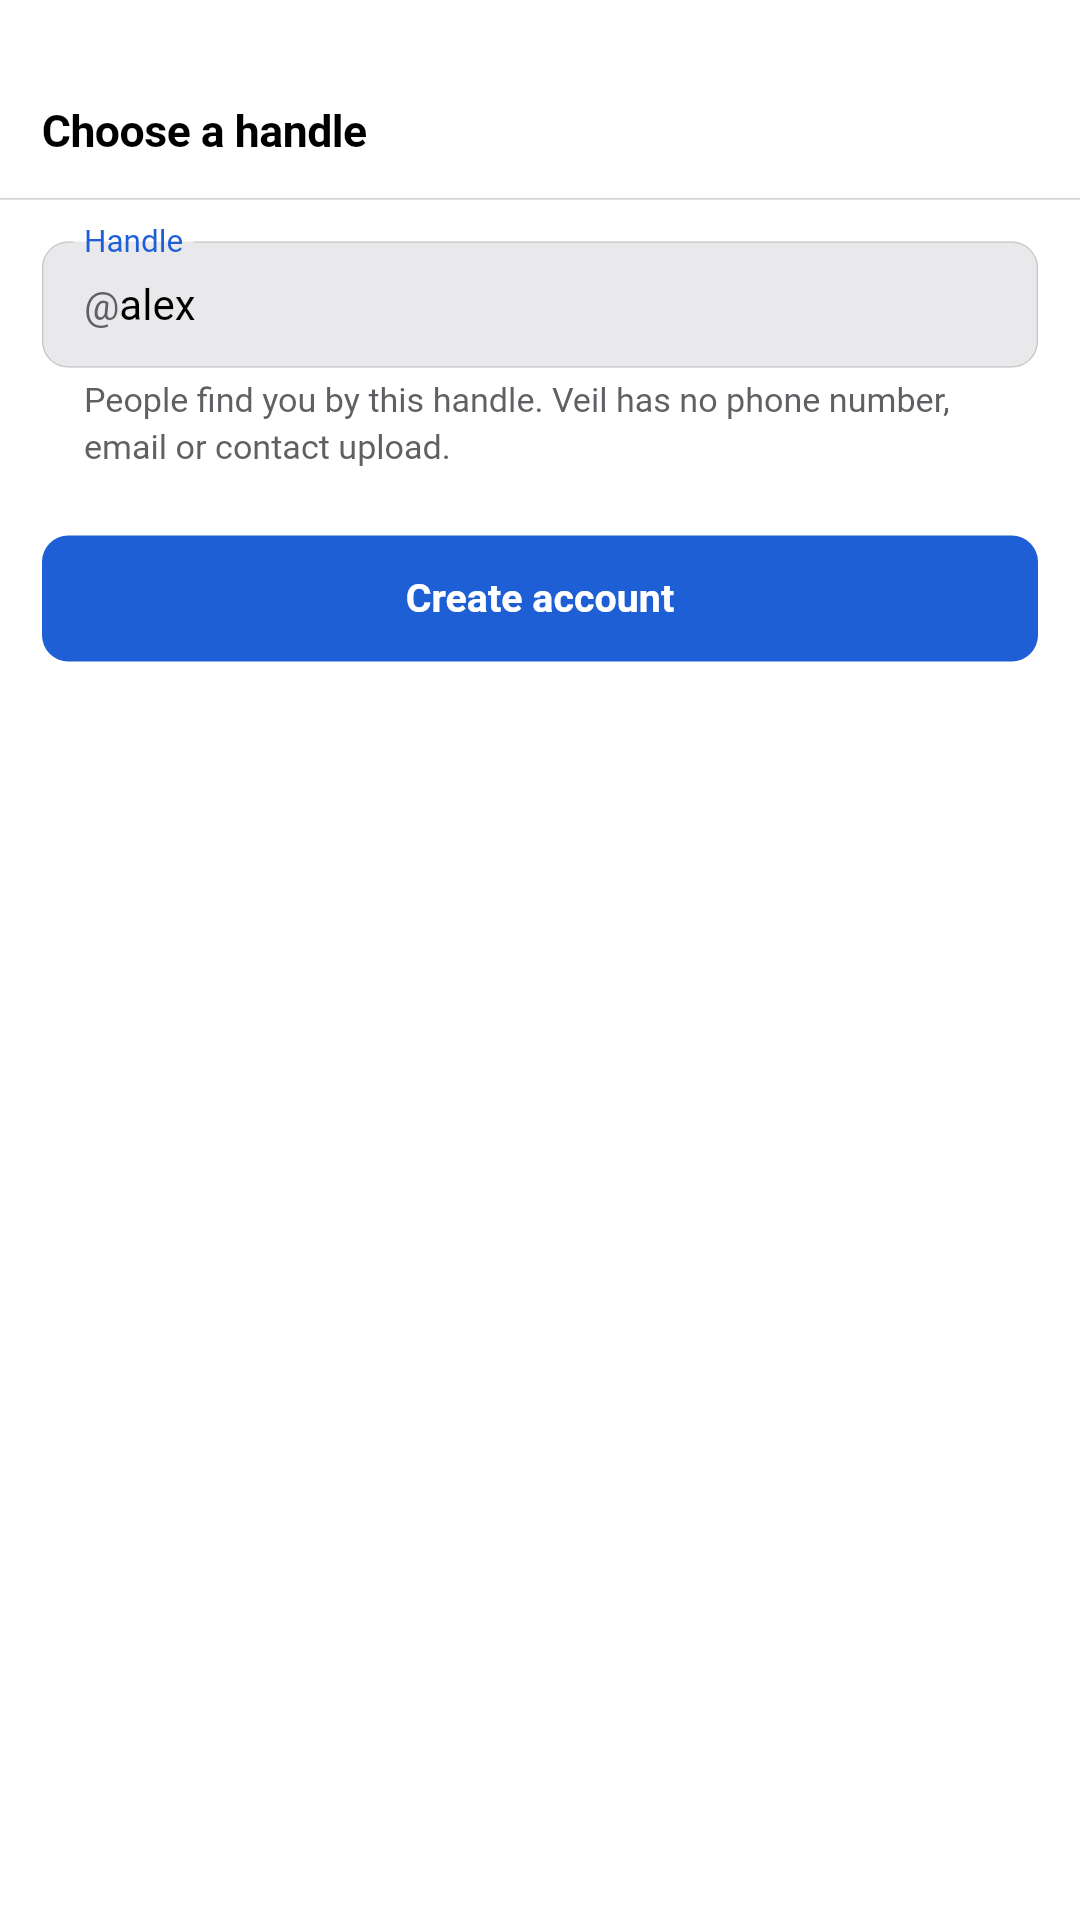 Choose a handle
Handle
@alex
People find you by this handle. Veil has no phone number,
email or contact upload.
Create account